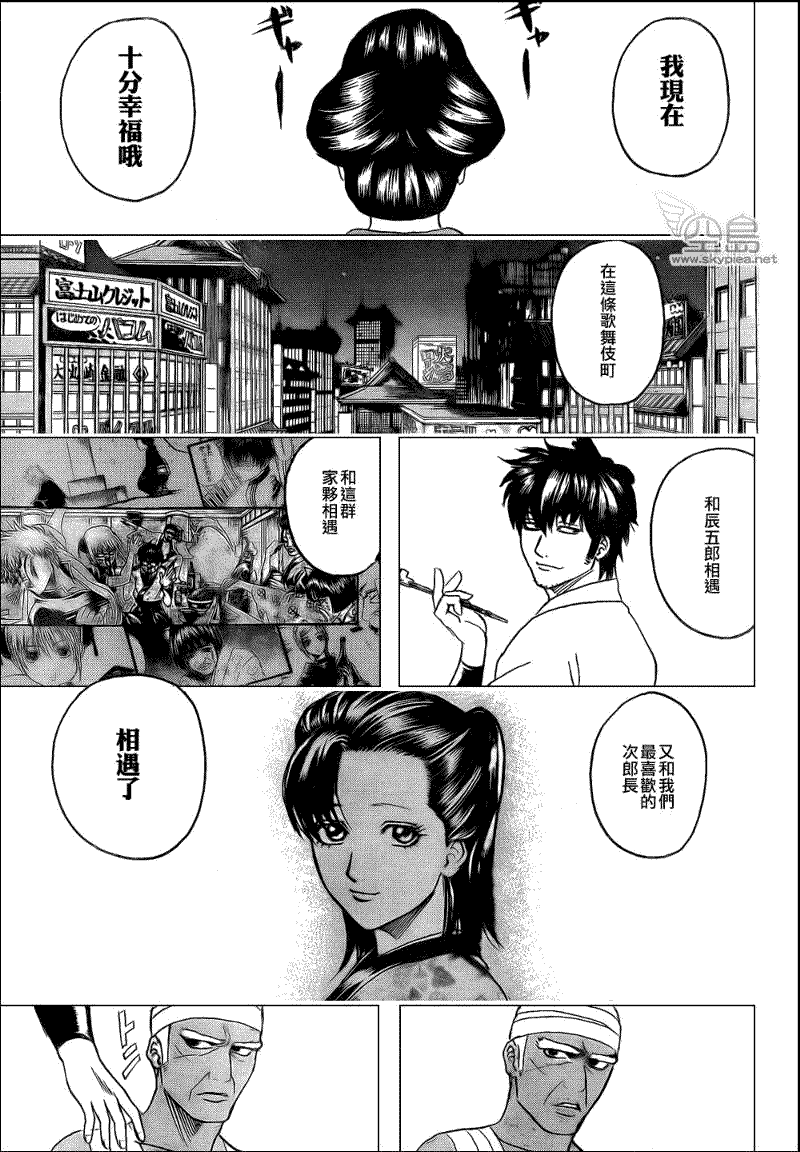 我現在
十分幸福哦
ギャ
ギャ
空島
www.skypiea.net
在這條歌舞伎町
富士山クレジット
はじめての
和辰五郎相遇
和這群
家夥相遇
又和我們
最喜歡的
次郎長
相遇了